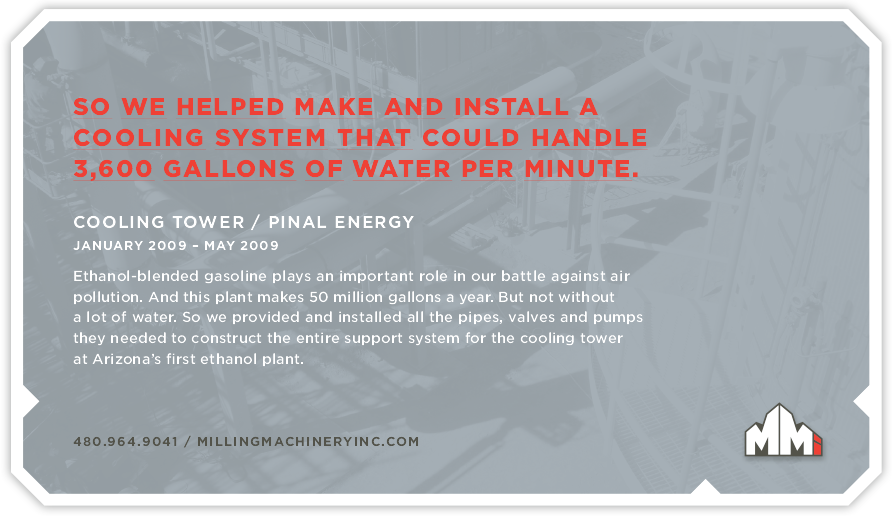 SO WE HELPED MAKE AND INSTALL A
COOLING SYSTEM THAT COULD HANDLE
3,600 GALLONS OF WATER PER MINUTE.
COOLING TOWER / PINAL ENERGY
JANUARY 2009 – MAY 2009
Ethanol-blended gasoline plays an important role in our battle against air
pollution. And this plant makes 50 million gallons a year. But not without
a lot of water. So we provided and installed all the pipes, valves and pumps
they needed to construct the entire support system for the cooling tower
at Arizona’s first ethanol plant.
480.964.9041 / MILLINGMACHINERYINC.COM
MMi